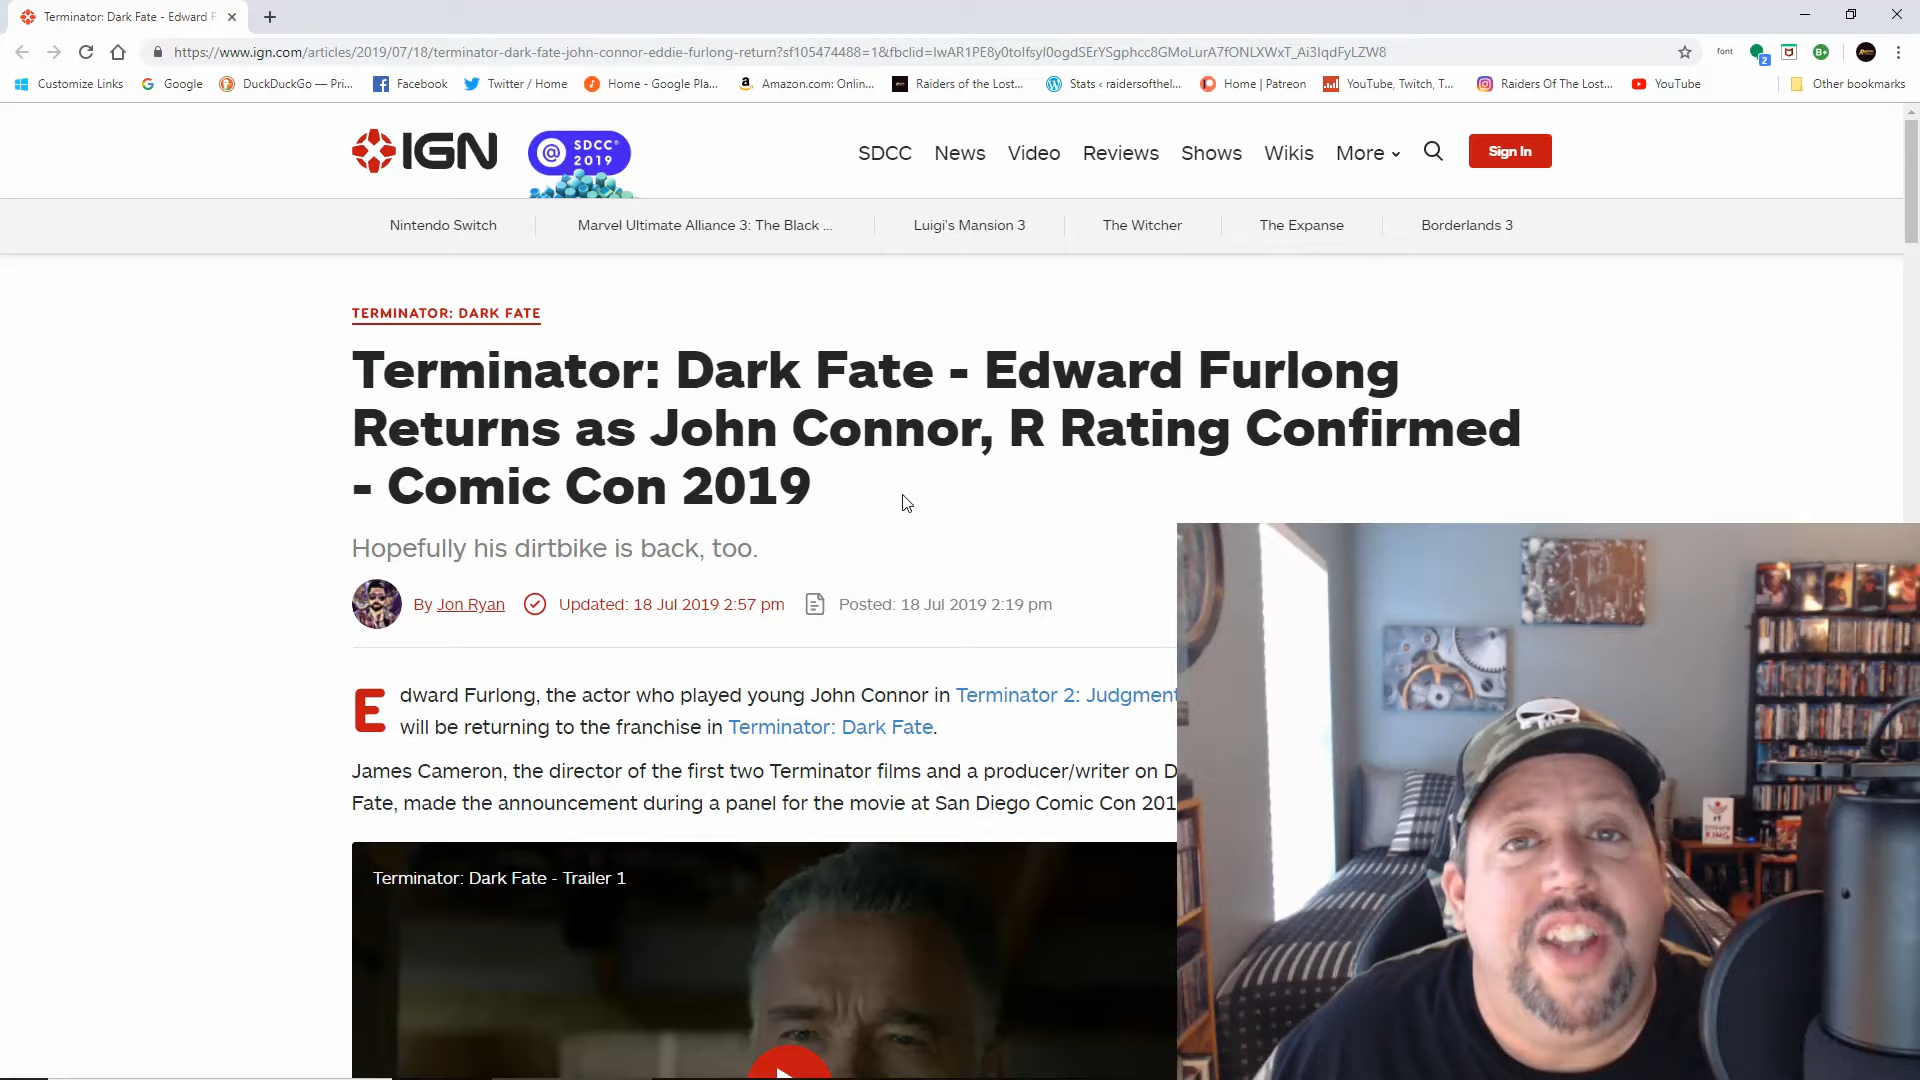 Terminator: Dark Fate - Edward F
https://www.ign.com/articles/2019/07/18/terminator-dark-fate-john-connor-eddie-furlong-return?sf105474488=1&fbclid=IwAR1PE8y0toIfsyl0ogdSErYSgphcc8GMoLurA7fONLXWxT_Ai3IqdFyLZW8
font
2
Customize Links
Google
DuckDuckGo — Pri...
Facebook
Twitter / Home
Home - Google Pla...
Amazon.com: Onlin...
Raiders of the Lost...
Stats ‹ raidersofthel...
Home | Patreon
YouTube, Twitch, T...
Raiders Of The Lost...
YouTube
Other bookmarks
IGN
@ SDCC®
2019
SDCC News Video Reviews Shows Wikis More
Sign In
Nintendo Switch
Marvel Ultimate Alliance 3: The Black ...
Luigi's Mansion 3
The Witcher
The Expanse
Borderlands 3
TERMINATOR: DARK FATE
Terminator: Dark Fate - Edward Furlong
Returns as John Connor, R Rating Confirmed
- Comic Con 2019
Hopefully his dirtbike is back, too.
By Jon Ryan
Updated: 18 Jul 2019 2:57 pm
Posted: 18 Jul 2019 2:19 pm
Edward Furlong, the actor who played young John Connor in Terminator 2: Judgment
will be returning to the franchise in Terminator: Dark Fate.
James Cameron, the director of the first two Terminator films and a producer/writer on D
Fate, made the announcement during a panel for the movie at San Diego Comic Con 201
Terminator: Dark Fate - Trailer 1